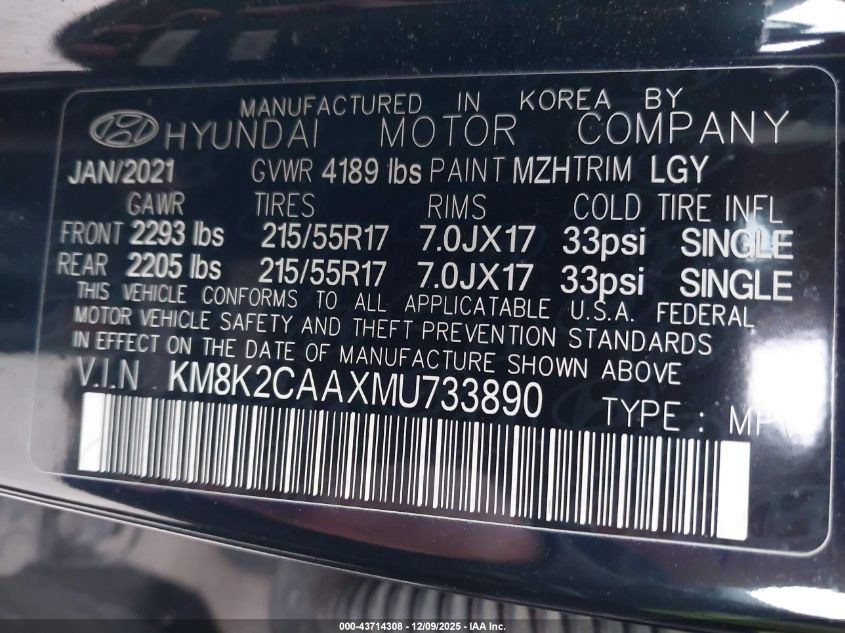 MANUFACTURED IN KOREA BY
HYUNDAI MOTOR COMPANY
JAN/2021 GVWR 4189 lbs PAINT MZH TRIM LGY
GAWR TIRES RIMS COLD TIRE INFL
FRONT 2293 lbs 215/55R17 7.0JX17 33psi SINGLE
REAR 2205 lbs 215/55R17 7.0JX17 33psi SINGLE
THIS VEHICLE CONFORMS TO ALL APPLICATABLE U.S.A. FEDERAL
MOTOR VEHICLE SAFETY AND THEFT PREVENTION STANDARDS
IN EFFECT ON THE DATE OF MANUFACTURE SHOWN ABOVE
V.I.N KM8K2CAAXMU733890 TYPE : MPV
000-43714308 - 12/09/2025 - IAA Inc.